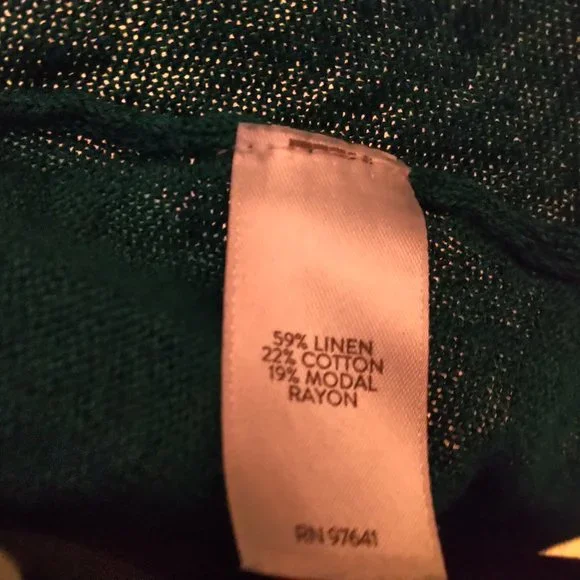 59% LINEN
22% COTTON
19% MODAL
RAYON
RN 97641